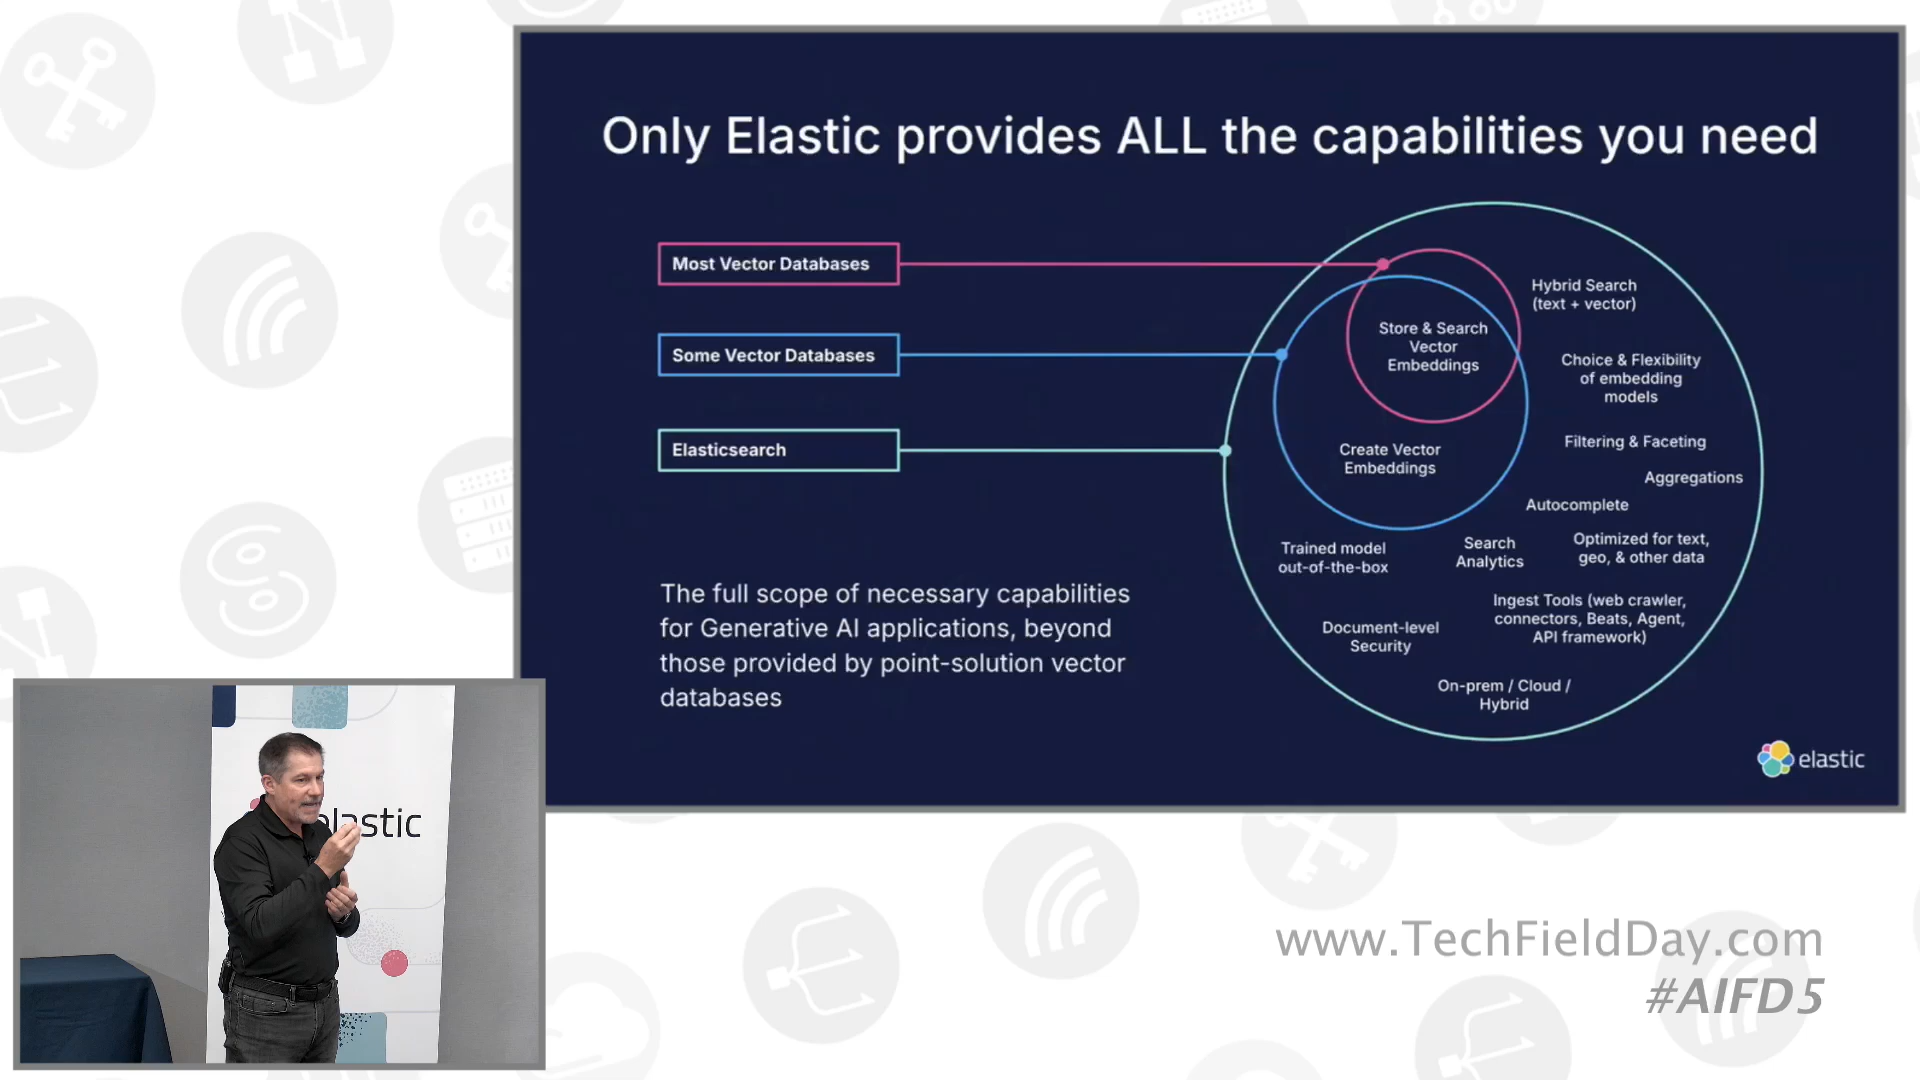 Only Elastic provides ALL the capabilities you need
Most Vector Databases
Some Vector Databases
Elasticsearch
The full scope of necessary capabilities
for Generative AI applications, beyond
those provided by point-solution vector
databases
Store & Search
Vector
Embeddings
Create Vector
Embeddings
Hybrid Search
(text + vector)
Choice & Flexibility
of embedding
models
Filtering & Faceting
Aggregations
Autocomplete
Trained model
out-of-the-box
Search
Analytics
Optimized for text,
geo, & other data
Document-level
Security
Ingest Tools (web crawler,
connectors, Beats, Agent,
API framework)
On-prem / Cloud /
Hybrid
elastic
elastic
www.TechFieldDay.com
#AIFD5